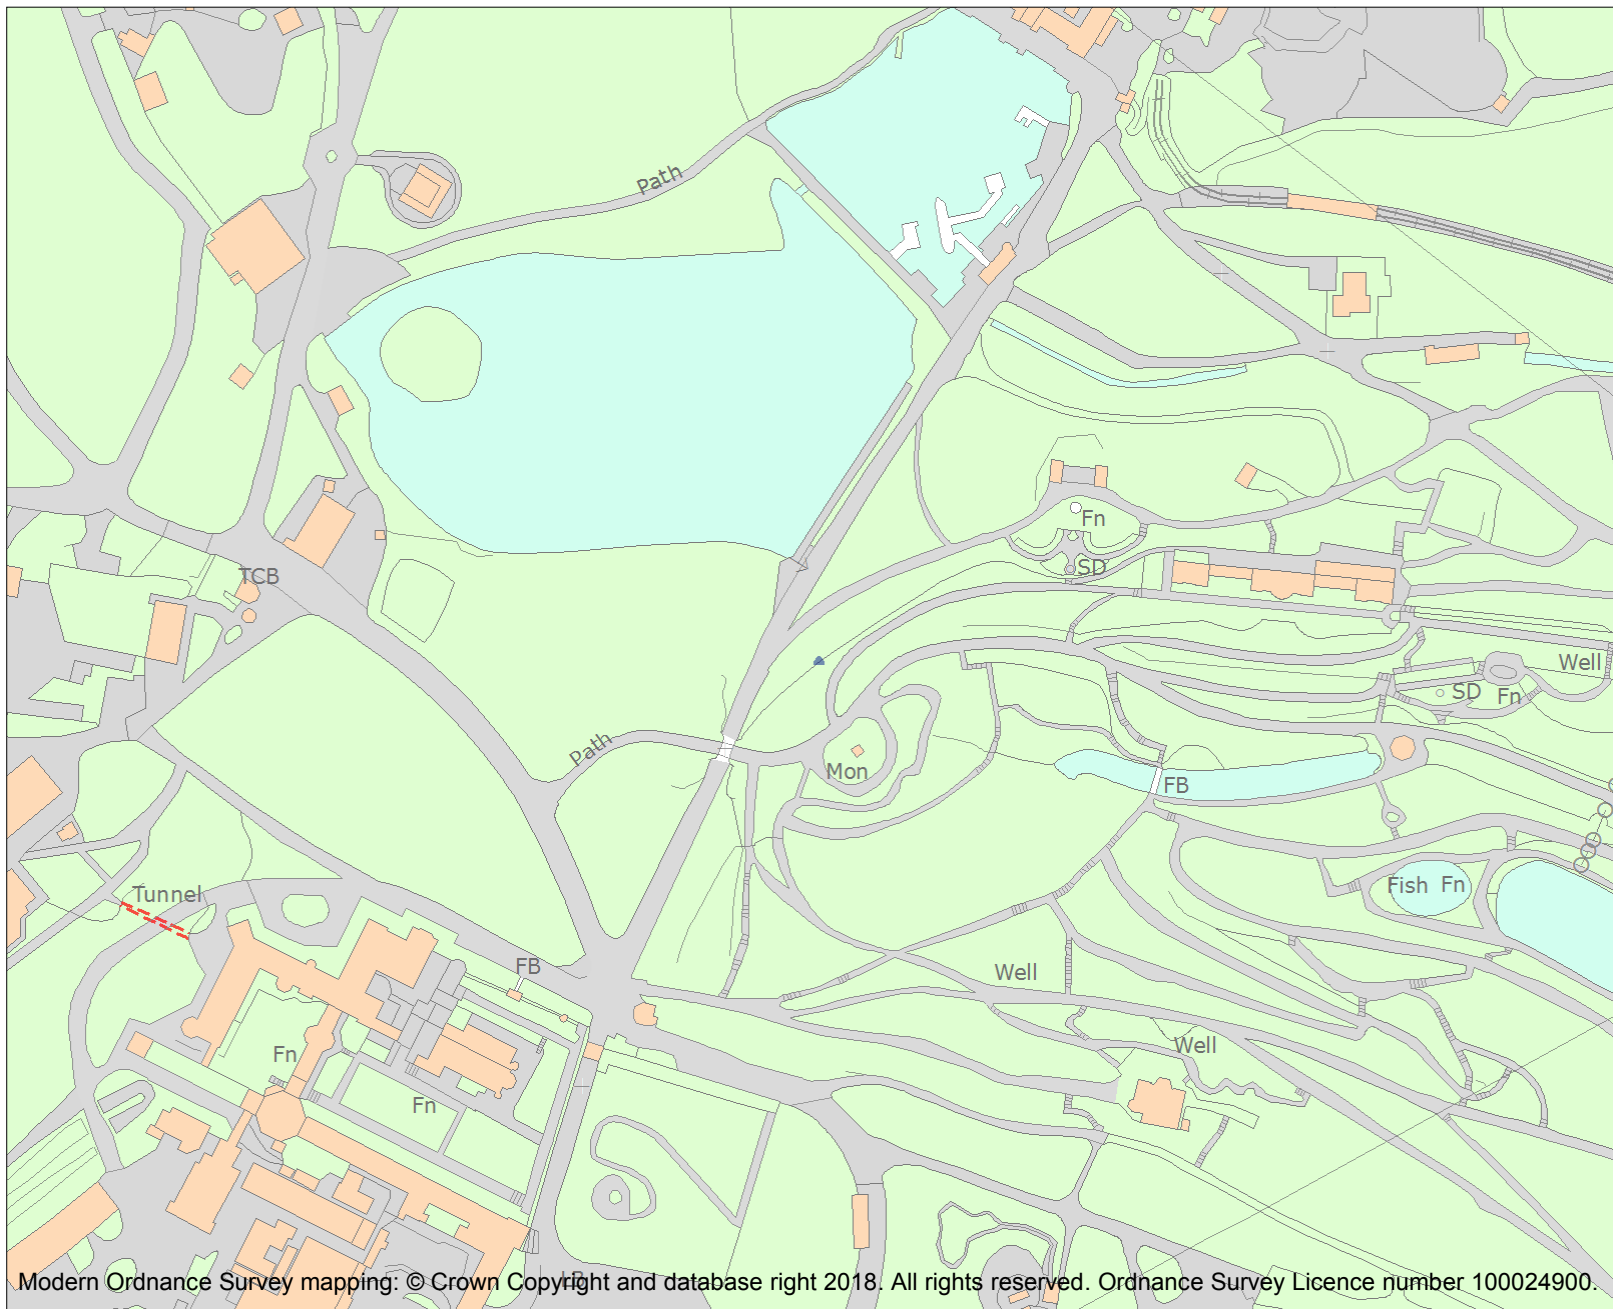 Path
Fn
SD
TCB
Well
SD Fn
Path
Mon
FB
Fish Fn
Tunnel
FB
Well
Well
Fn
Fn
LB
Modern Ordnance Survey mapping: © Crown Copyright and database right 2018. All rights reserved. Ordnance Survey Licence number 100024900.